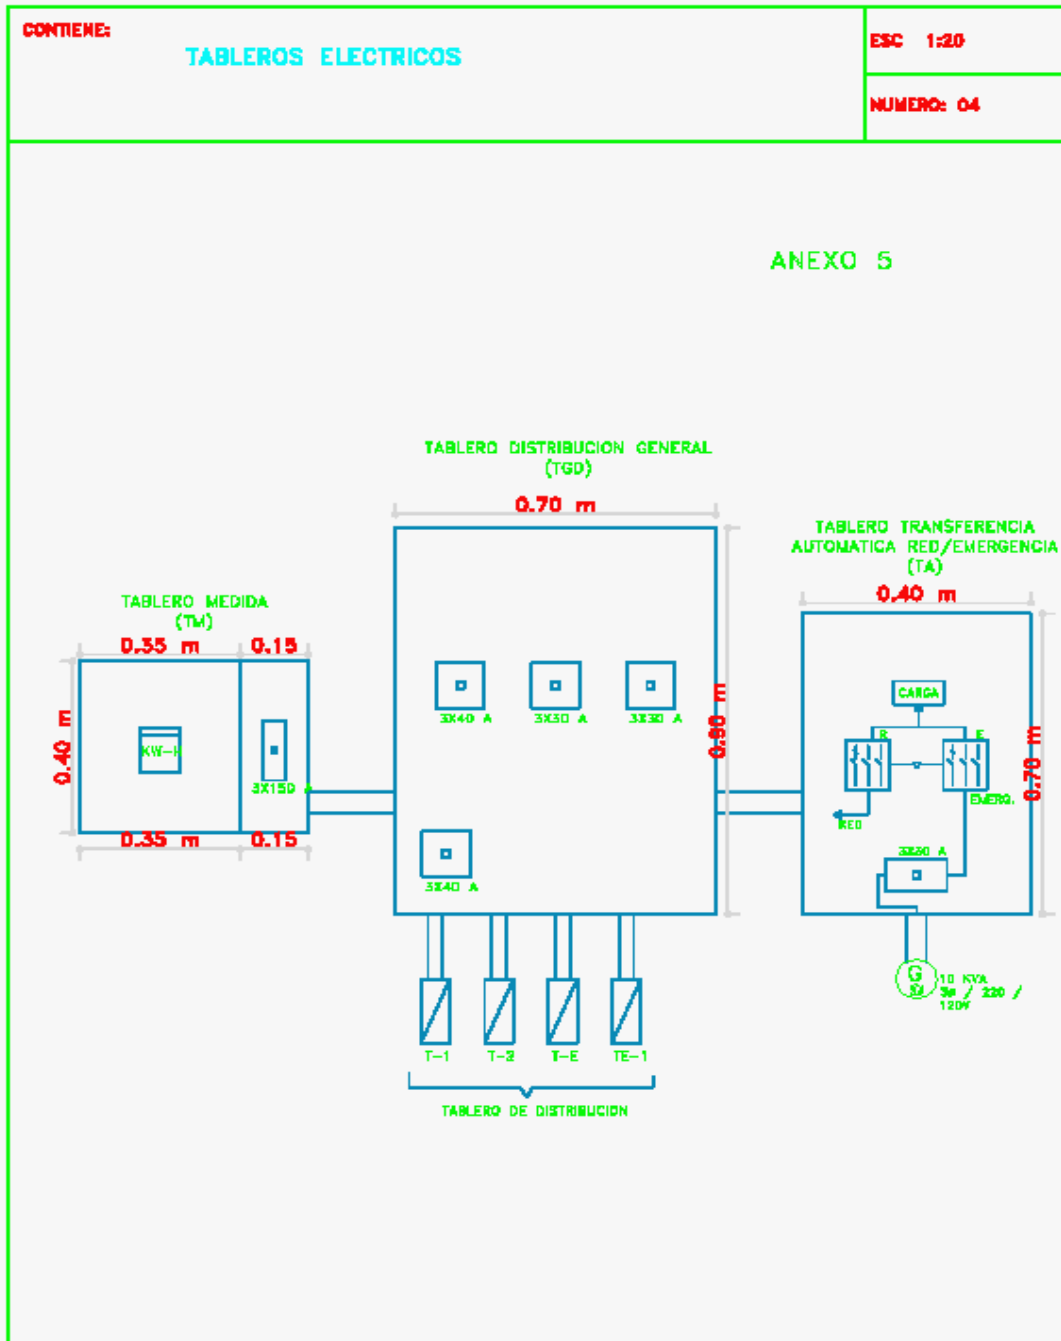 CONTIENE:
TABLEROS ELECTRICOS
ESC 1:20
NUMERO: 04
ANEXO 5
TABLERO DISTRIBUCION GENERAL
(TGD)
0.70 m
TABLERO TRANSFERENCIA
AUTOMATICA RED/EMERGENCIA
(TA)
0.40 m
TABLERO MEDIDA
(TM)
0.35 m
0.15
0.40 m
KW-H
3X150 A
0.35 m
0.15
3X40 A
3X30 A
3X30 A
0.90 m
3X40 A
CARGA
R
E
EMERG.
RED
3X30 A
0.70 m
G
10 KVA
3ø / 220 /
120V
T-1
T-2
T-E
TE-1
TABLERO DE DISTRIBUCION